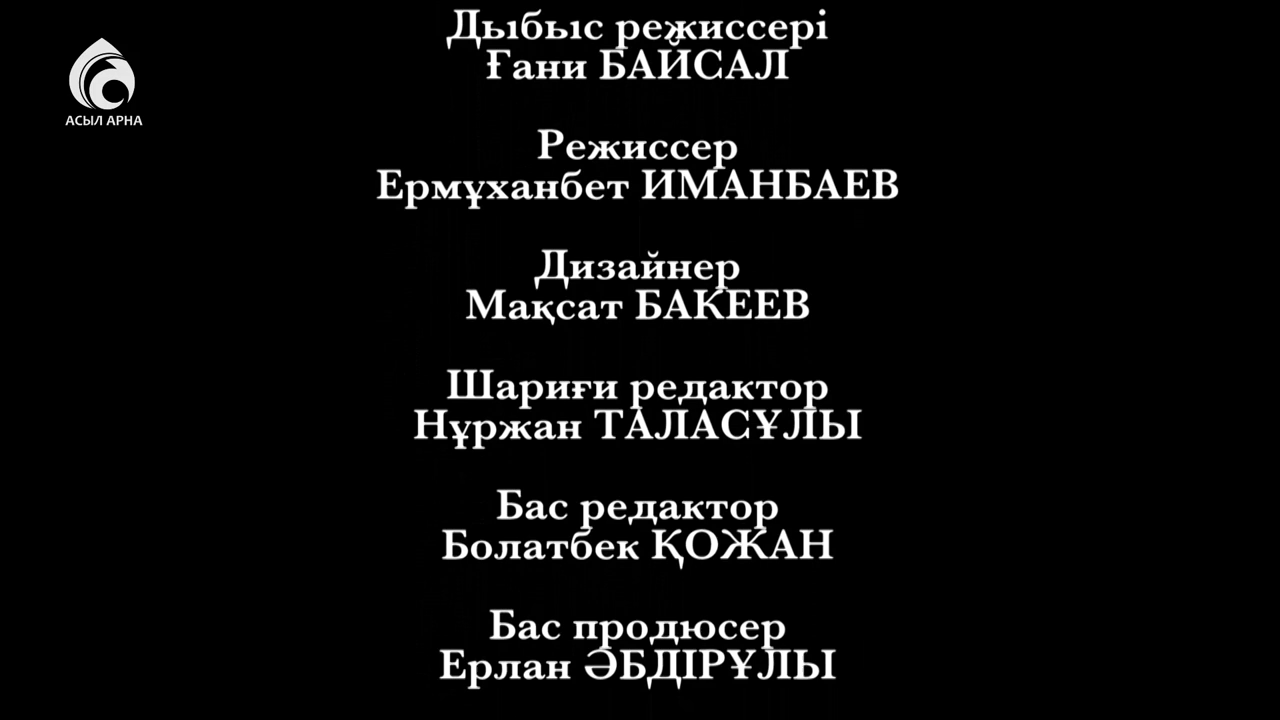 Дыбыс режиссері
Ғани БАЙСАЛ
АСЫЛ АРНА
Режиссер
Ермұханбет ИМАНБАЕВ
Дизайнер
Мақсат БАКЕЕВ
Шариғи редактор
Нұржан ТАЛАСҰЛЫ
Бас редактор
Болатбек ҚОЖАН
Бас продюсер
Ерлан ӘБДІРҰЛЫ